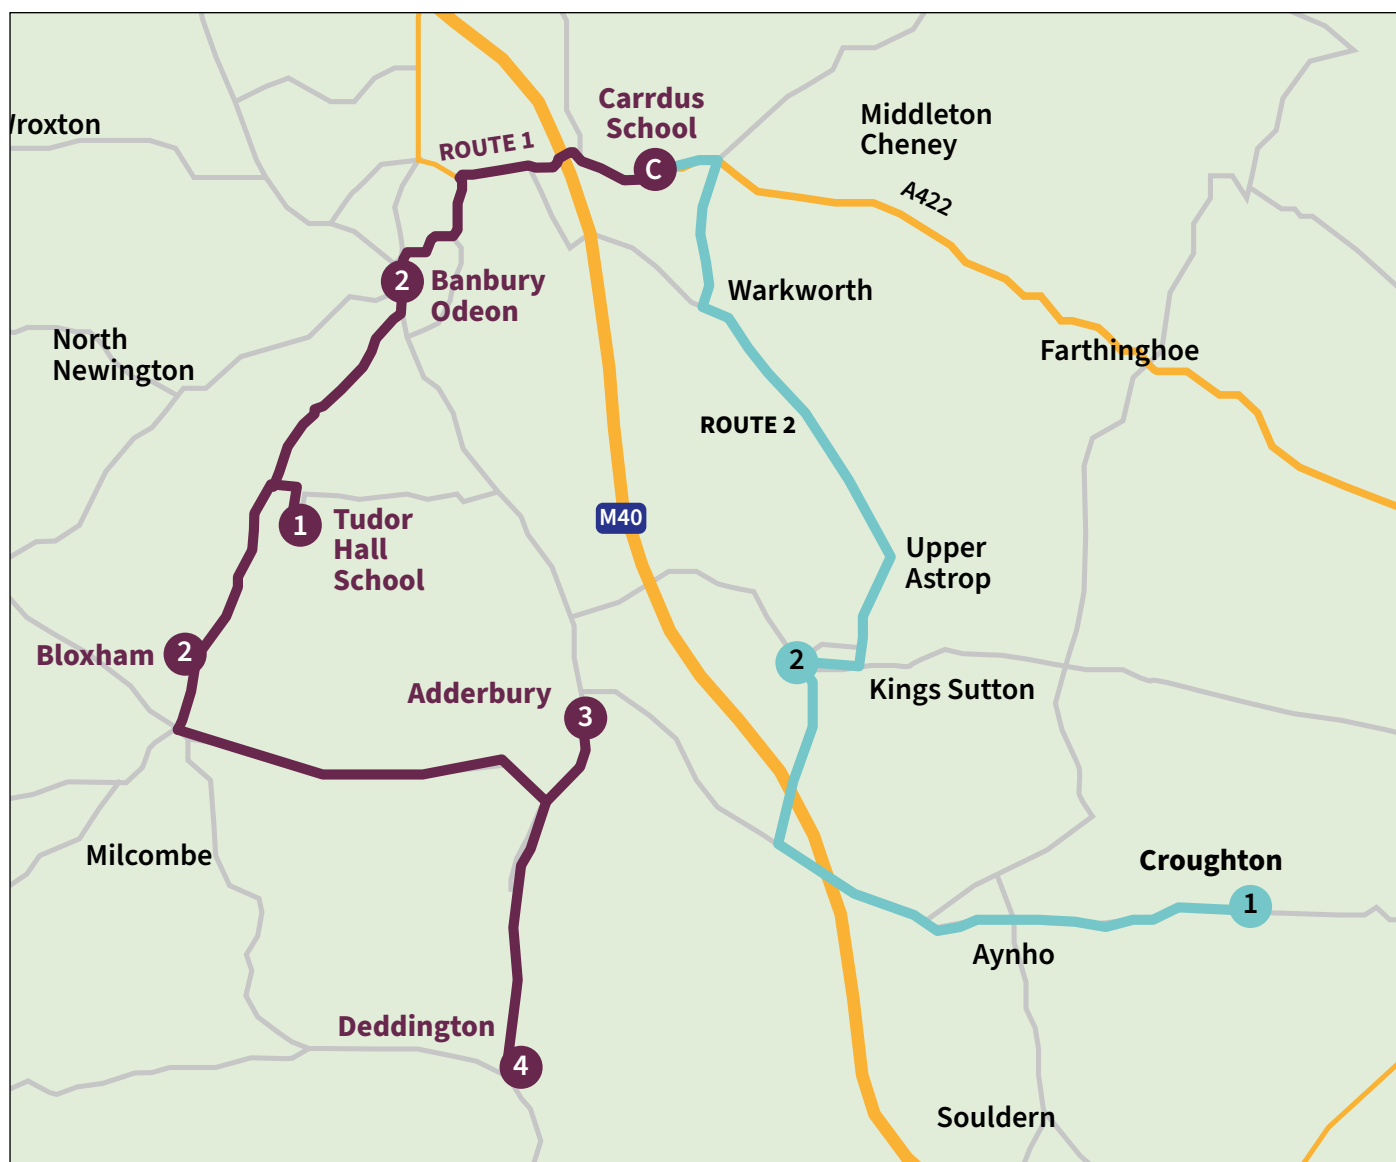 Carrdus
School
C
Middleton
Cheney
ROUTE 1
A422
2
Banbury
Odeon
Warkworth
North
Newington
Farthinghoe
ROUTE 2
M40
1
Tudor
Hall
School
Upper
Astrop
Bloxham
2
2
Kings Sutton
Adderbury
3
Milcombe
Croughton
1
Aynho
Deddington
4
Souldern